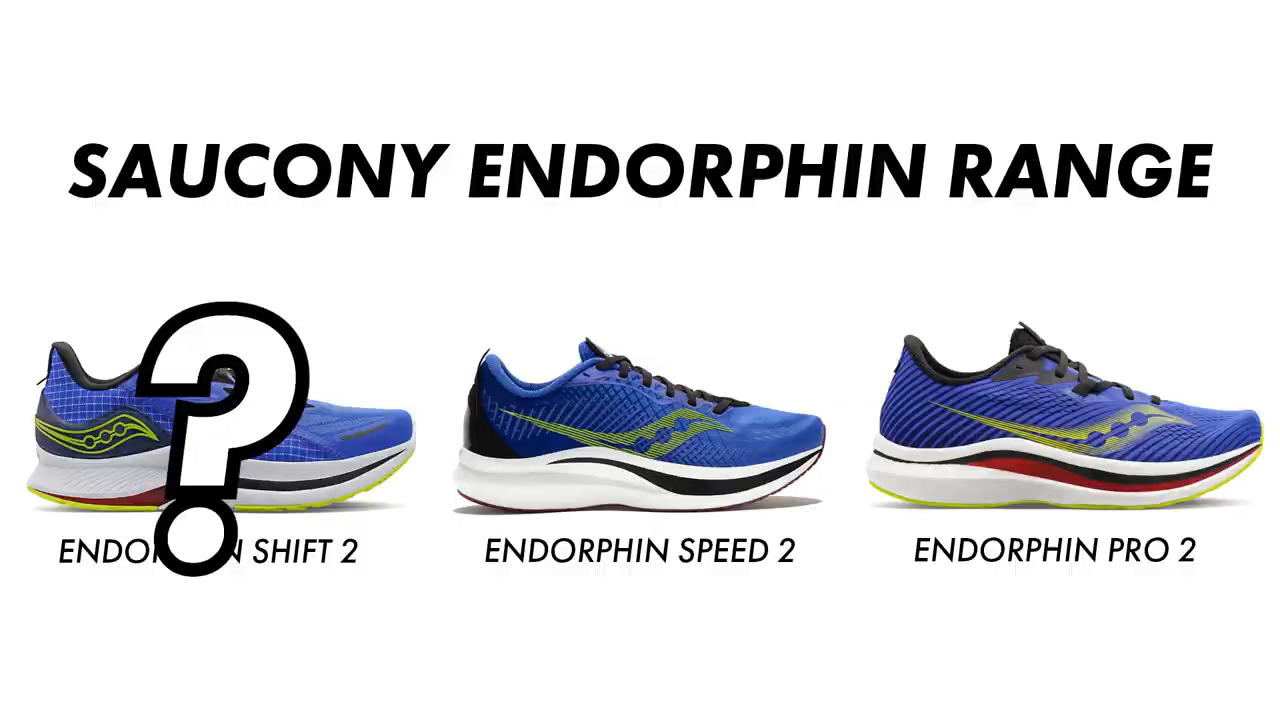 SAUCONY ENDORPHIN RANGE
?
SHIFT 2
ENDORPHIN SPEED 2
ENDORPHIN PRO 2